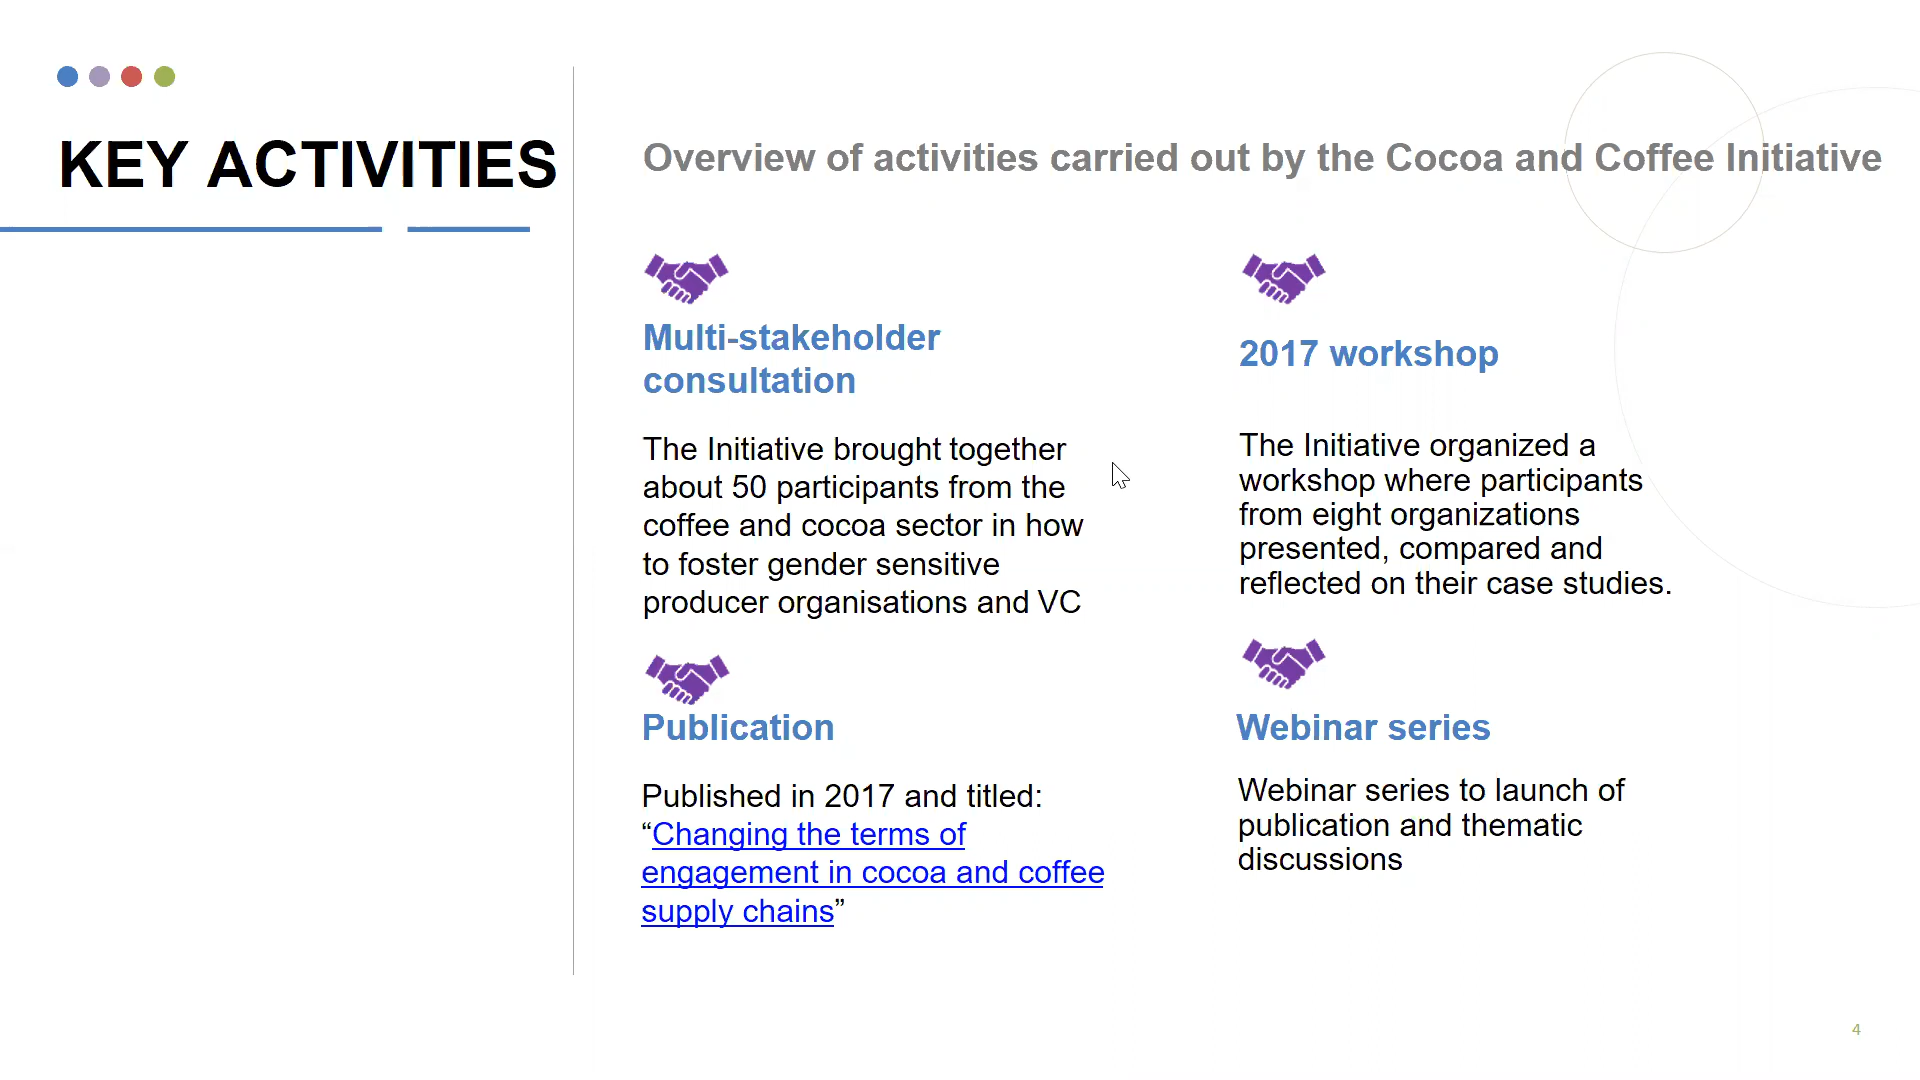 KEY ACTIVITIES
Overview of activities carried out by the Cocoa and Coffee Initiative
Multi-stakeholder
consultation
The Initiative brought together
about 50 participants from the
coffee and cocoa sector in how
to foster gender sensitive
producer organisations and VC
2017 workshop
The Initiative organized a
workshop where participants
from eight organizations
presented, compared and
reflected on their case studies.
Publication
Published in 2017 and titled:
“Changing the terms of
engagement in cocoa and coffee
supply chains”
Webinar series
Webinar series to launch of
publication and thematic
discussions
4